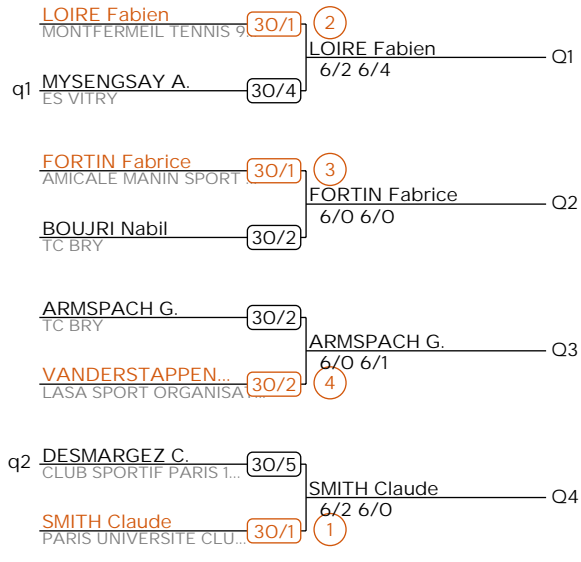 LOIRE Fabien 30/1 2
MONTFERMEIL TENNIS 9...
LOIRE Fabien Q1
6/2 6/4
q1 MYSENGSAY A. 30/4
ES VITRY
FORTIN Fabrice 30/1 3
AMICALE MANIN SPORT ...
FORTIN Fabrice Q2
6/0 6/0
BOUJRI Nabil 30/2
TC BRY
ARMSPACH G. 30/2
TC BRY
ARMSPACH G. Q3
6/0 6/1
VANDERSTAPPEN... 30/2 4
LASA SPORT ORGANISAT...
q2 DESMARGEZ C. 30/5
CLUB SPORTIF PARIS 1...
SMITH Claude Q4
6/2 6/0
SMITH Claude 30/1 1
PARIS UNIVERSITE CLU...